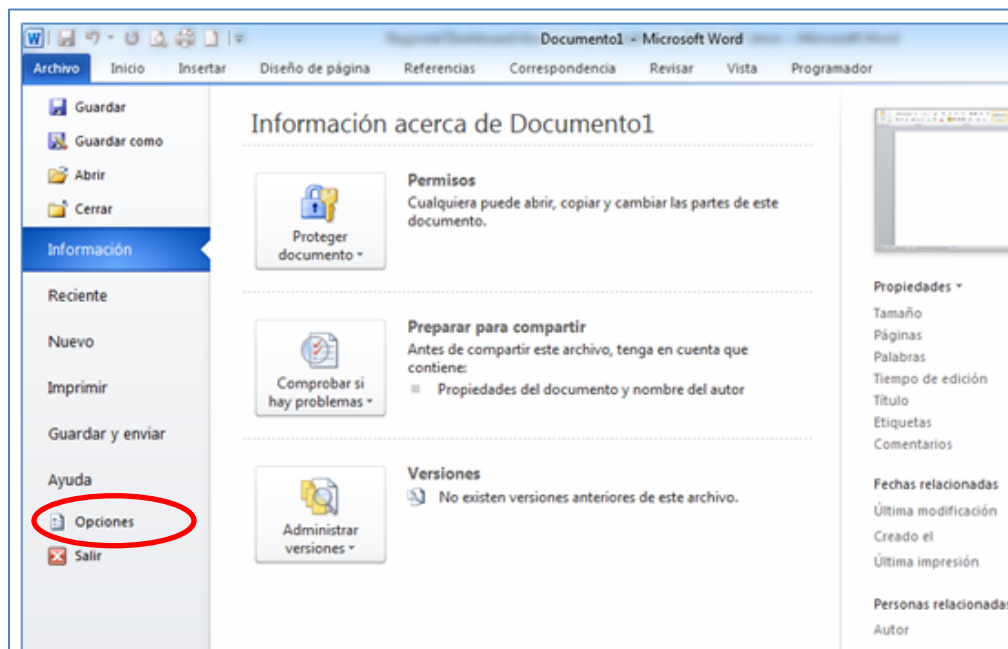 Documento1 - Microsoft Word
Archivo Inicio Insertar Diseño de página Referencias Correspondencia Revisar Vista Programador
Guardar
Guardar como
Abrir
Cerrar
Información
Reciente
Nuevo
Imprimir
Guardar y enviar
Ayuda
Opciones
Salir
Información acerca de Documento1
Proteger
documento
Permisos
Cualquiera puede abrir, copiar y cambiar las partes de este
documento.
Comprobar si
hay problemas
Preparar para compartir
Antes de compartir este archivo, tenga en cuenta que
contiene:
Propiedades del documento y nombre del autor
Administrar
versiones
Versiones
No existen versiones anteriores de este archivo.
Propiedades
Tamaño
Páginas
Palabras
Tiempo de edición
Título
Etiquetas
Comentarios
Fechas relacionadas
Última modificación
Creado el
Última impresión
Personas relacionadas
Autor